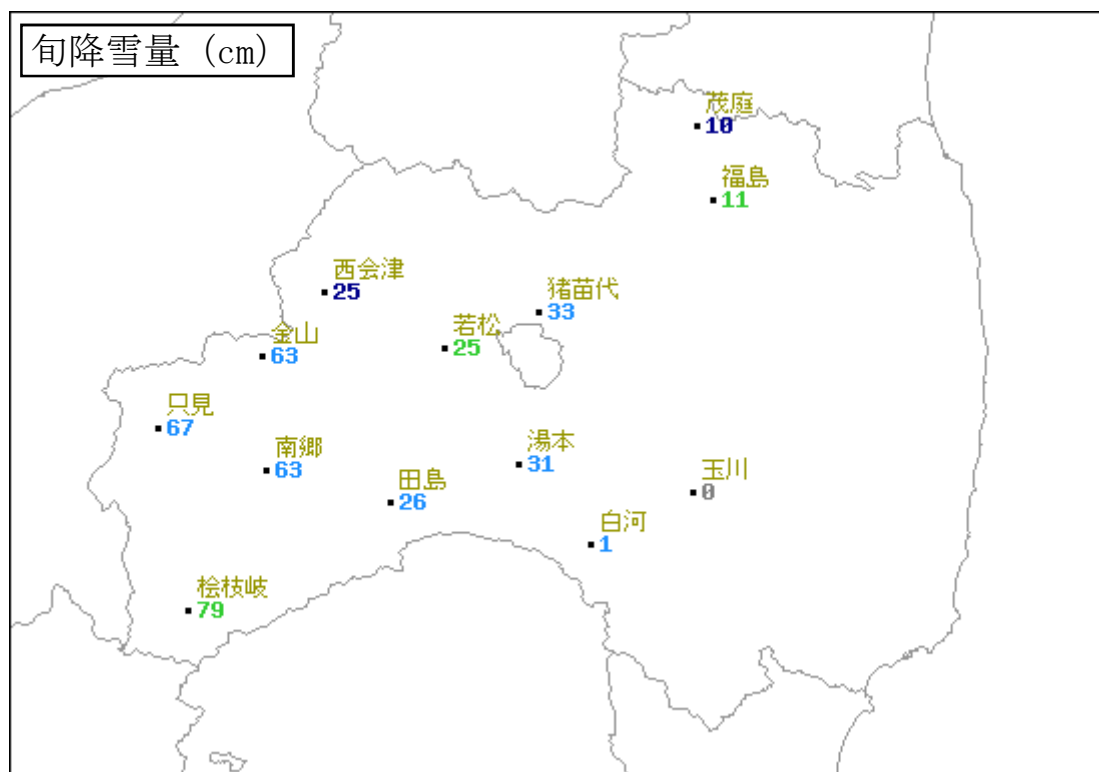 旬降雪量 (cm)
茂庭
10
福島
11
西会津
25
猪苗代
33
金山
63
若松
25
只見
67
南郷
63
湯本
31
田島
26
玉川
0
白河
1
桧枝岐
79